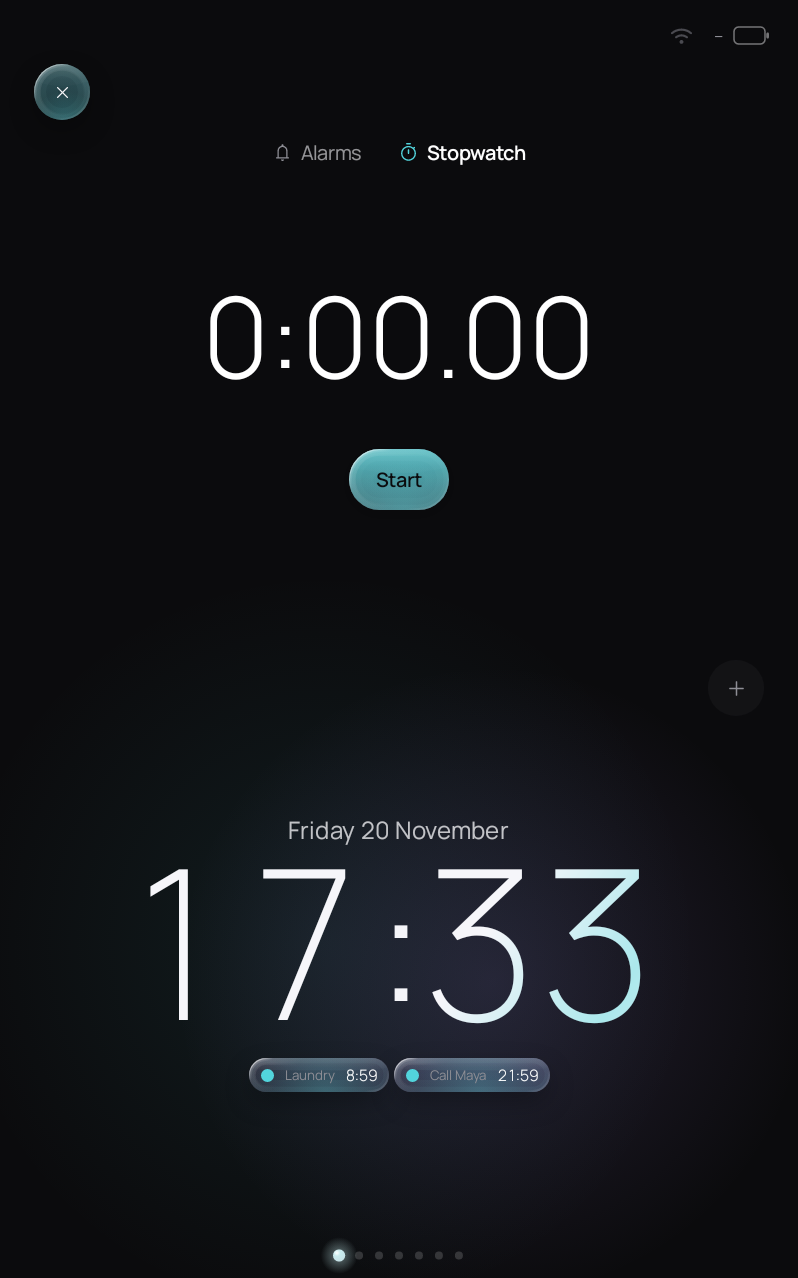 Alarms Stopwatch
0:00.00
Start
Friday 20 November
17:33
Laundry 8:59 Call Maya 21:59